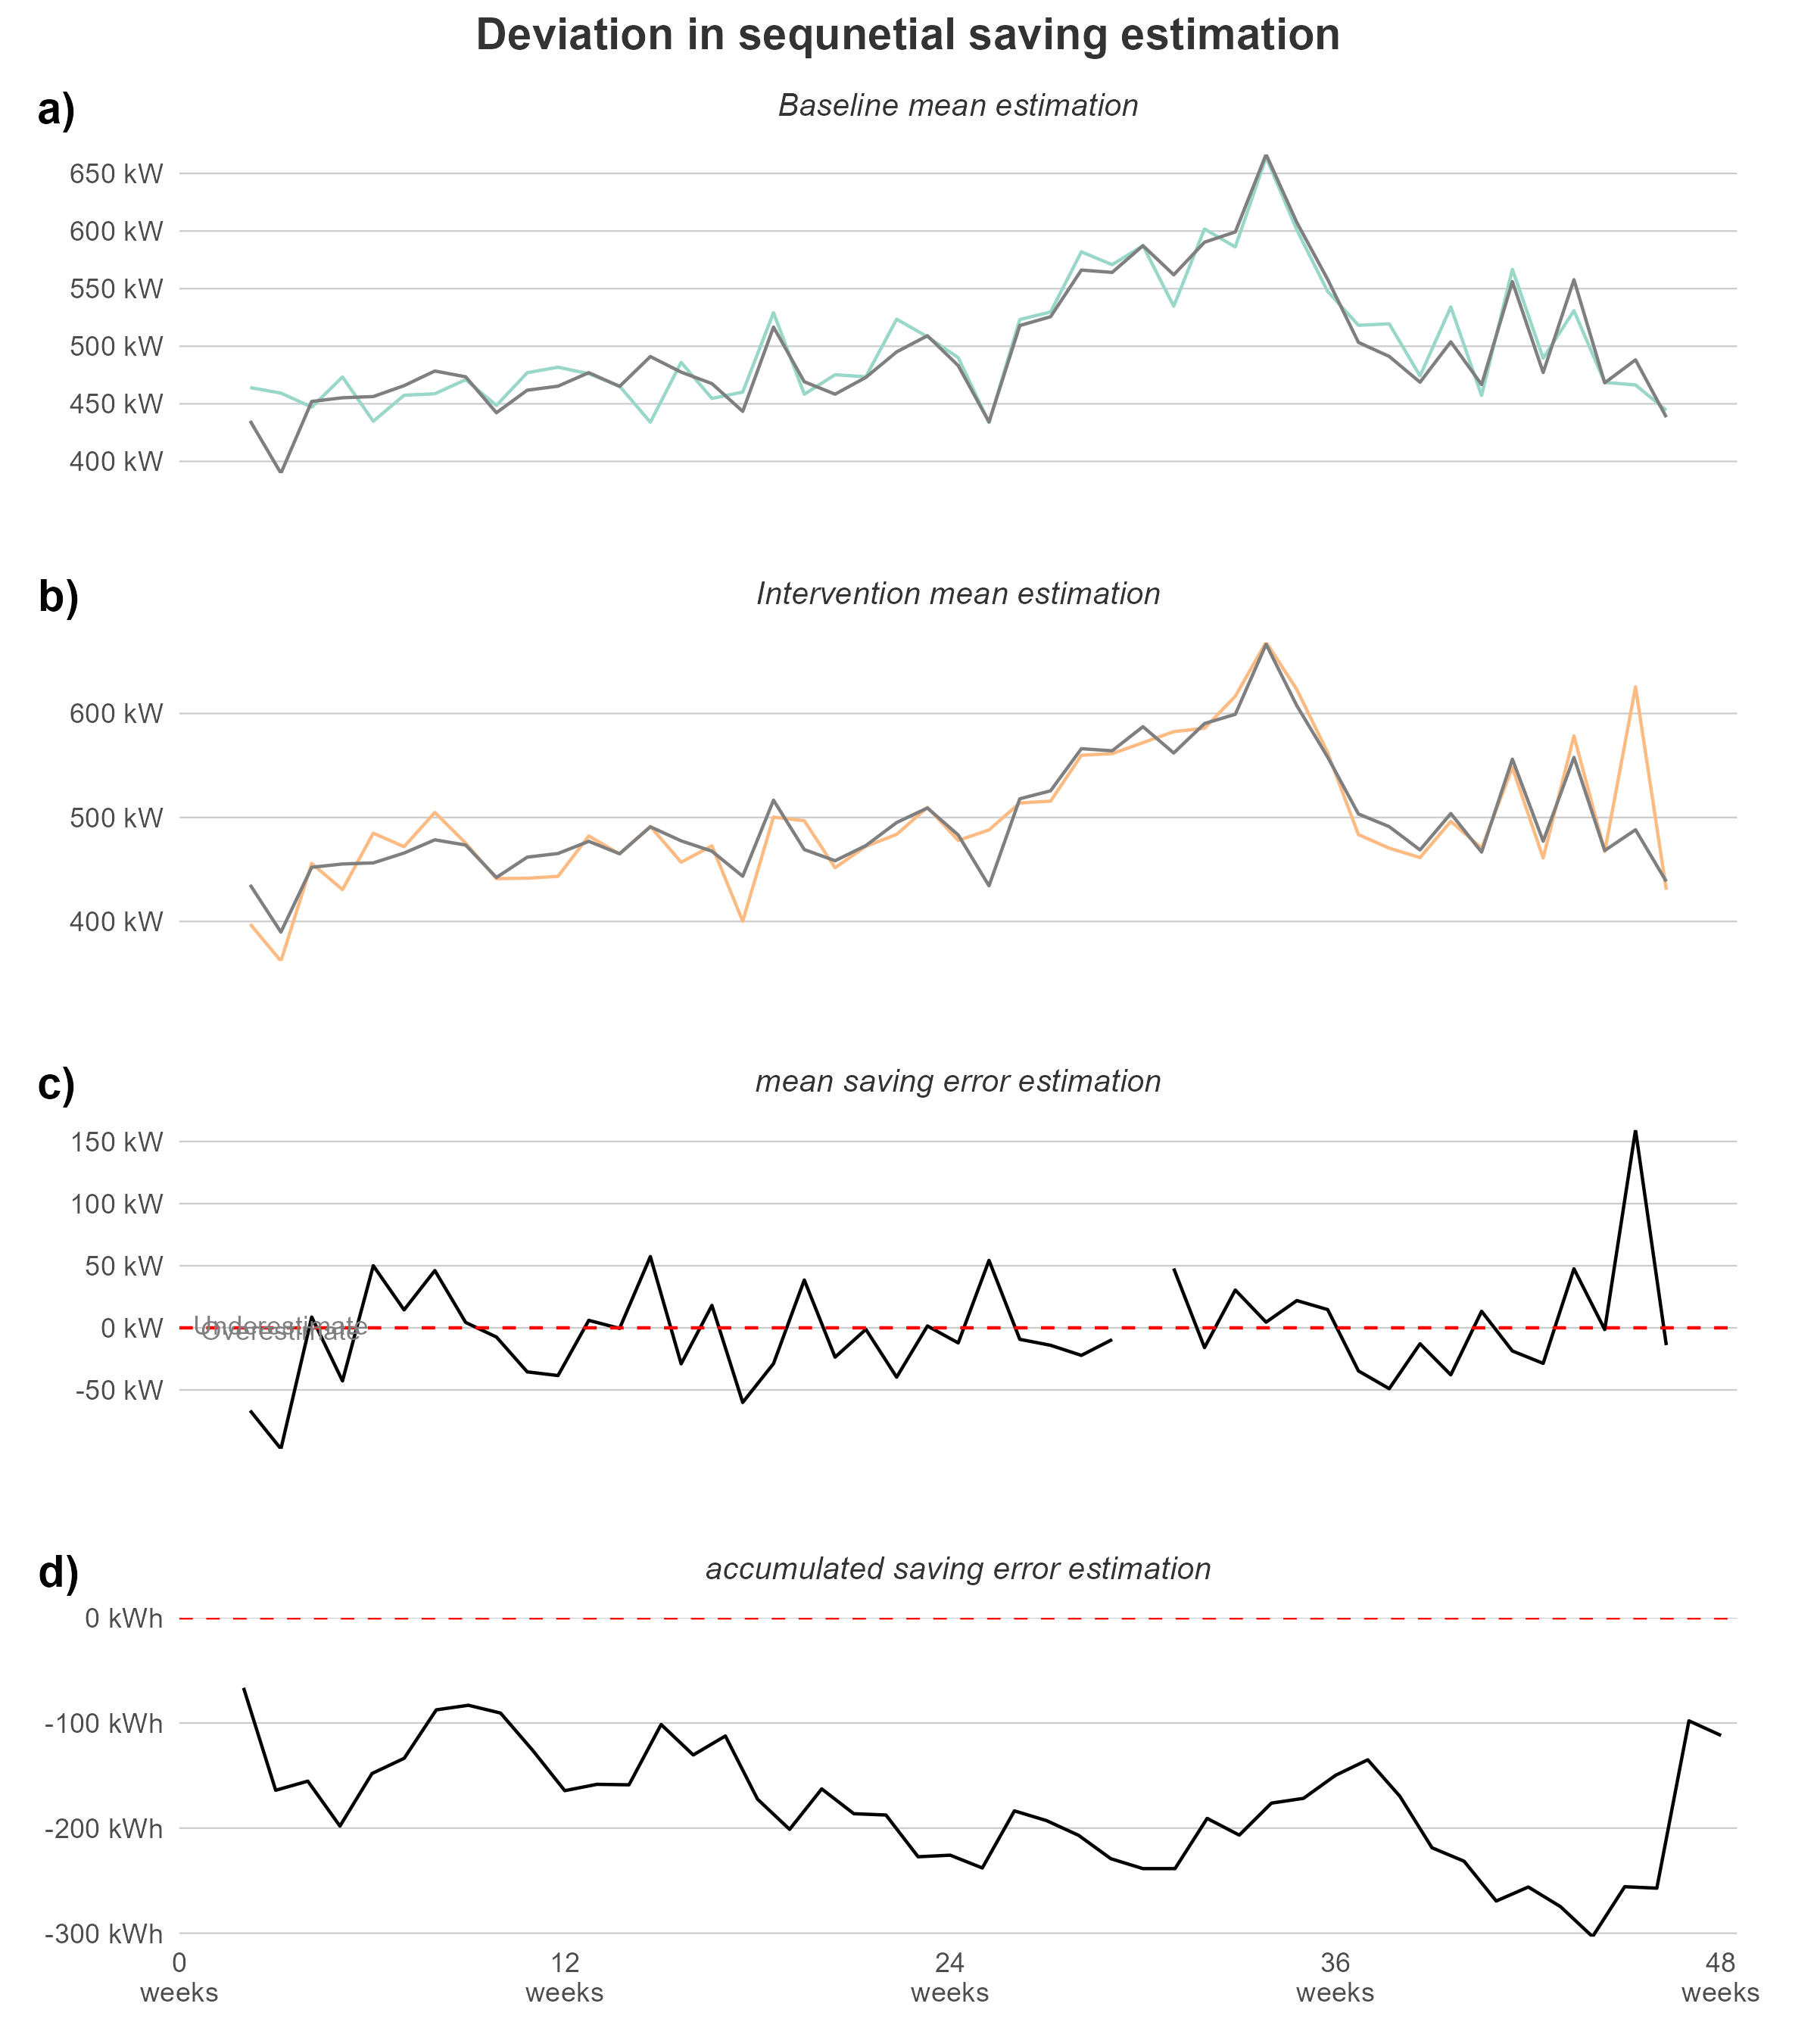 Deviation in sequnetial saving estimation
a)
Baseline mean estimation
650 kW
600 kW
550 kW
500 kW
450 kW
400 kW
b)
Intervention mean estimation
600 kW
500 kW
400 kW
c)
mean saving error estimation
150 kW
100 kW
50 kW
0 kW
-50 kW
Underestimate
Overestimate
d)
accumulated saving error estimation
0 kWh
-100 kWh
-200 kWh
-300 kWh
0 12 24 36 48
weeks weeks weeks weeks weeks